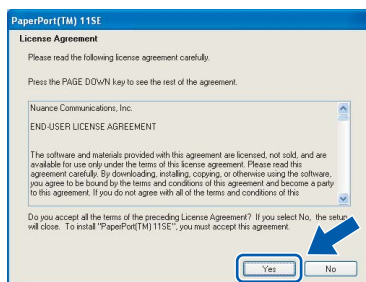 PaperPort(TM) 11SE
License Agreement
Please read the following license agreement carefully.
Press the PAGE DOWN key to see the rest of the agreement.
Nuance Communications, Inc.
END-USER LICENSE AGREEMENT
The software and materials provided with this agreement are licensed, not sold, and are
available for use only under the terms of this license agreement. Please read this
agreement carefully. By downloading, installing, copying, or otherwise using the software,
you agree to be bound by the terms and conditions of this agreement and become a party
to this agreement. If you do not agree with all of the terms and conditions of this
Do you accept all the terms of the preceding License Agreement? If you select No, the setup
will close. To install "PaperPort(TM) 11SE", you must accept this agreement.
Yes
No